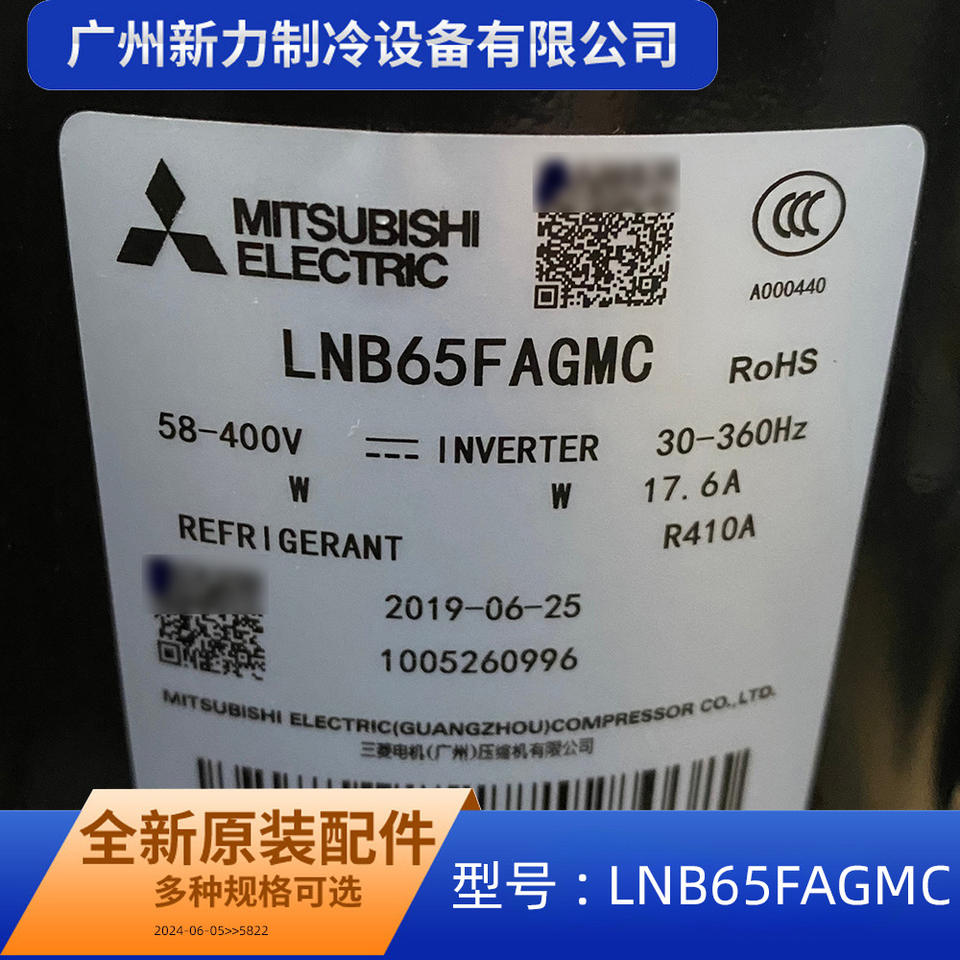 广州新力制冷设备有限公司
MITSUBISHI
ELECTRIC
CCC
A000440
LNB65FAGMC
RoHS
58-400V INVERTER 30-360Hz
W W 17.6A
REFRIGERANT R410A
2019-06-25
1005260996
MITSUBISHI ELECTRIC(GUANGZHOU)COMPRESSOR CO.,LTD.
三菱电机(广州)压缩机有限公司
全新原装配件
多种规格可选
型号:LNB65FAGMC
2024-06-05>>5822